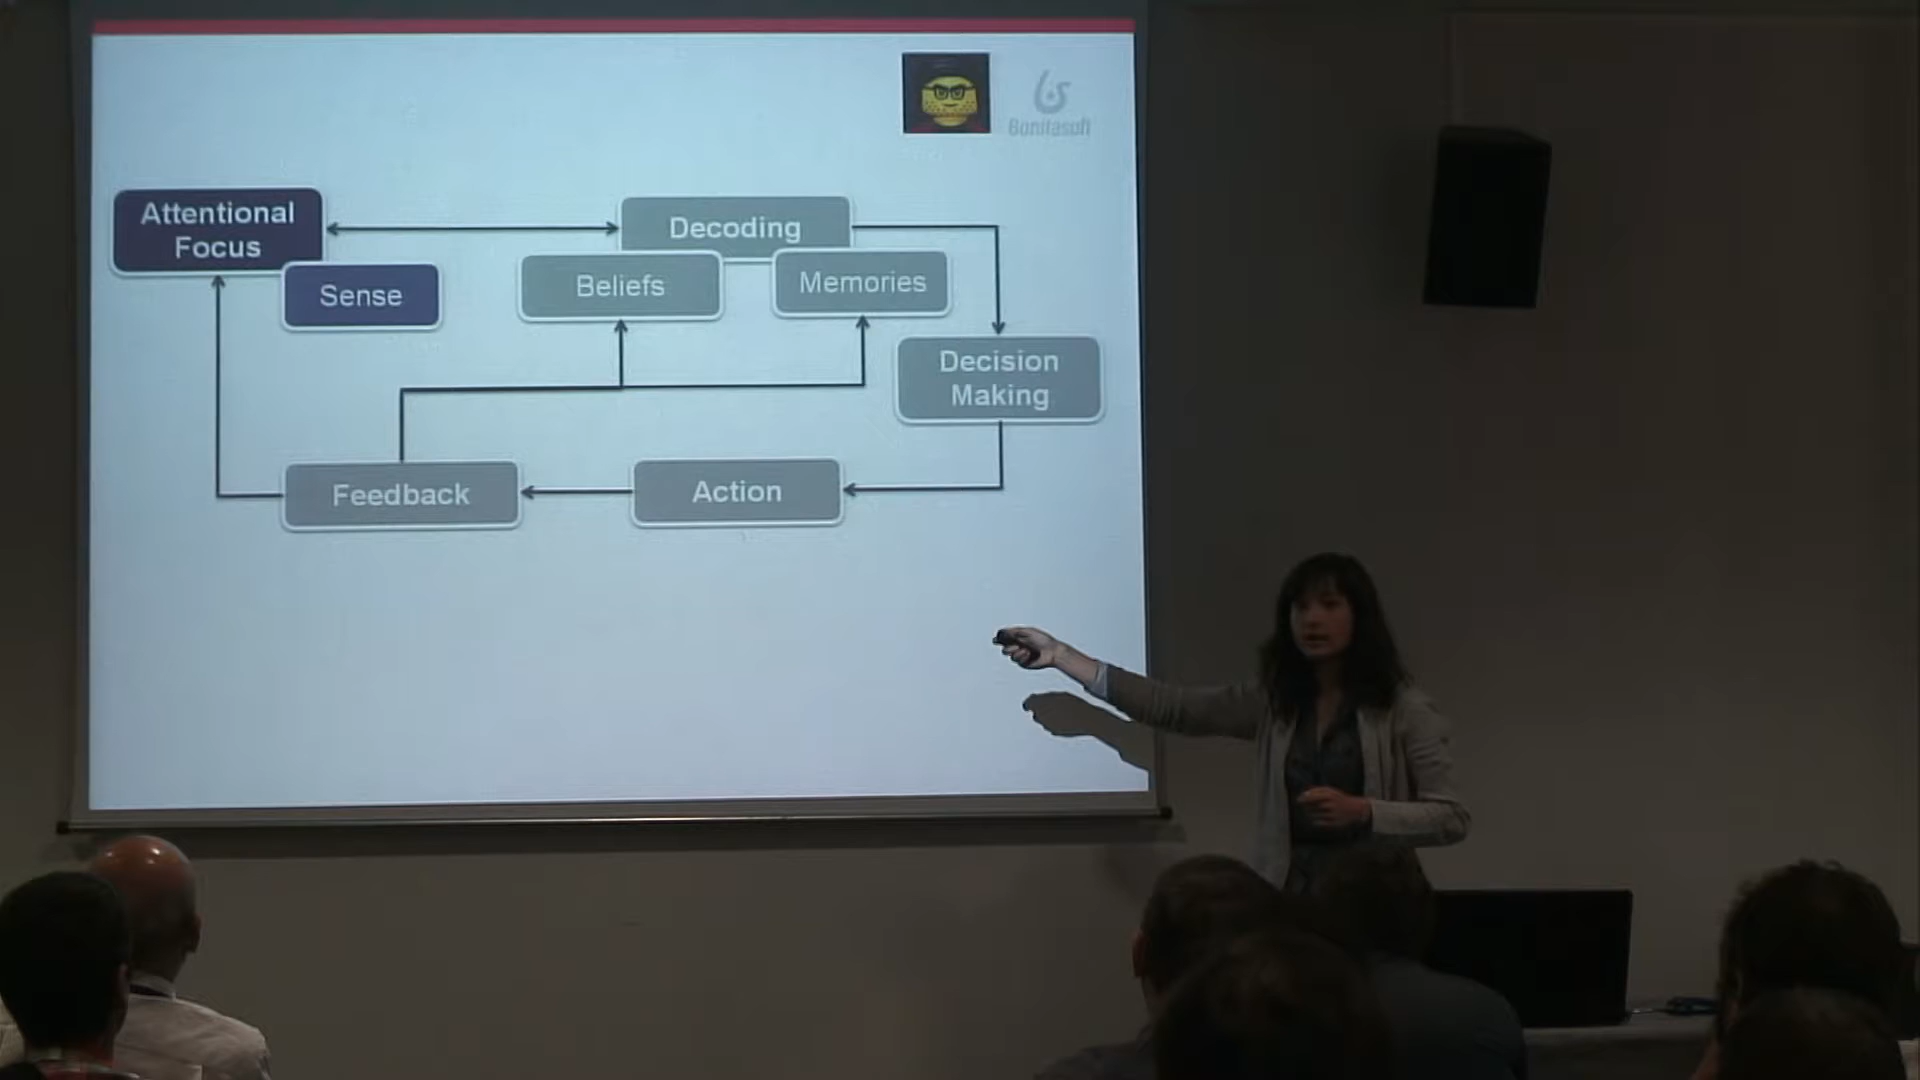 Bonitasoft
Attentional
Focus
Sense
Decoding
Beliefs
Memories
Decision
Making
Action
Feedback